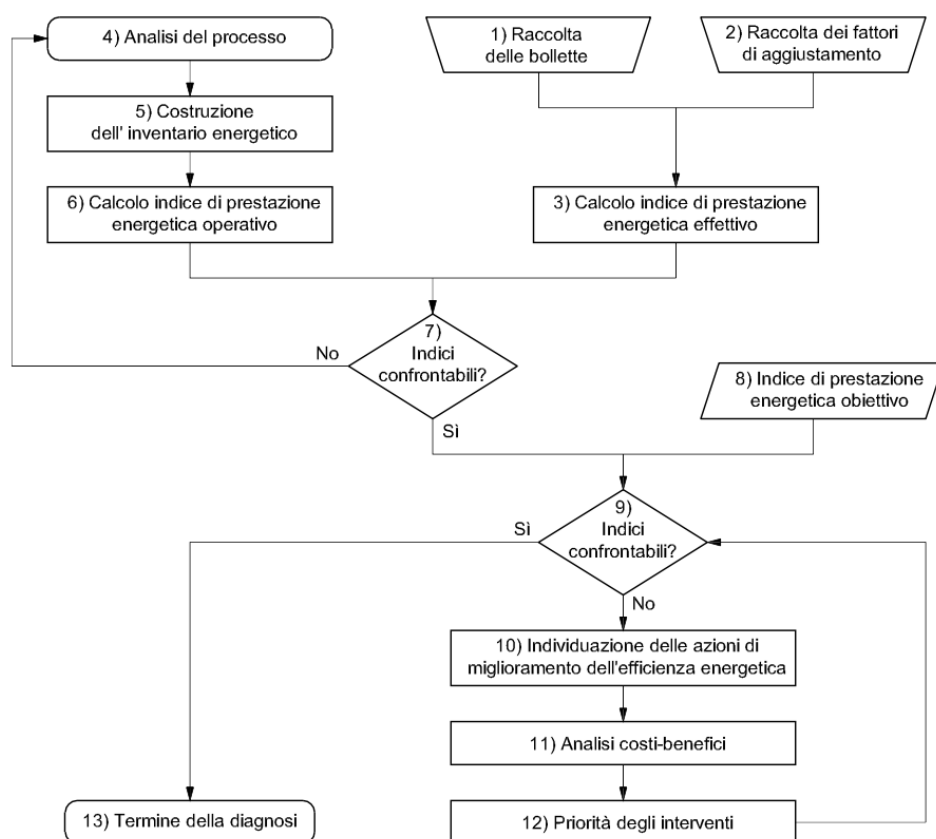 4) Analisi del processo
1) Raccolta
delle bollette
2) Raccolta dei fattori
di aggiustamento
5) Costruzione
dell' inventario energetico
6) Calcolo indice di prestazione
energetica operativo
3) Calcolo indice di prestazione
energetica effettivo
7)
Indici
confrontabili?
No
Sì
8) Indice di prestazione
energetica obiettivo
9)
Indici
confrontabili?
Sì
No
10) Individuazione delle azioni di
miglioramento dell'efficienza energetica
11) Analisi costi-benefici
12) Priorità degli interventi
13) Termine della diagnosi